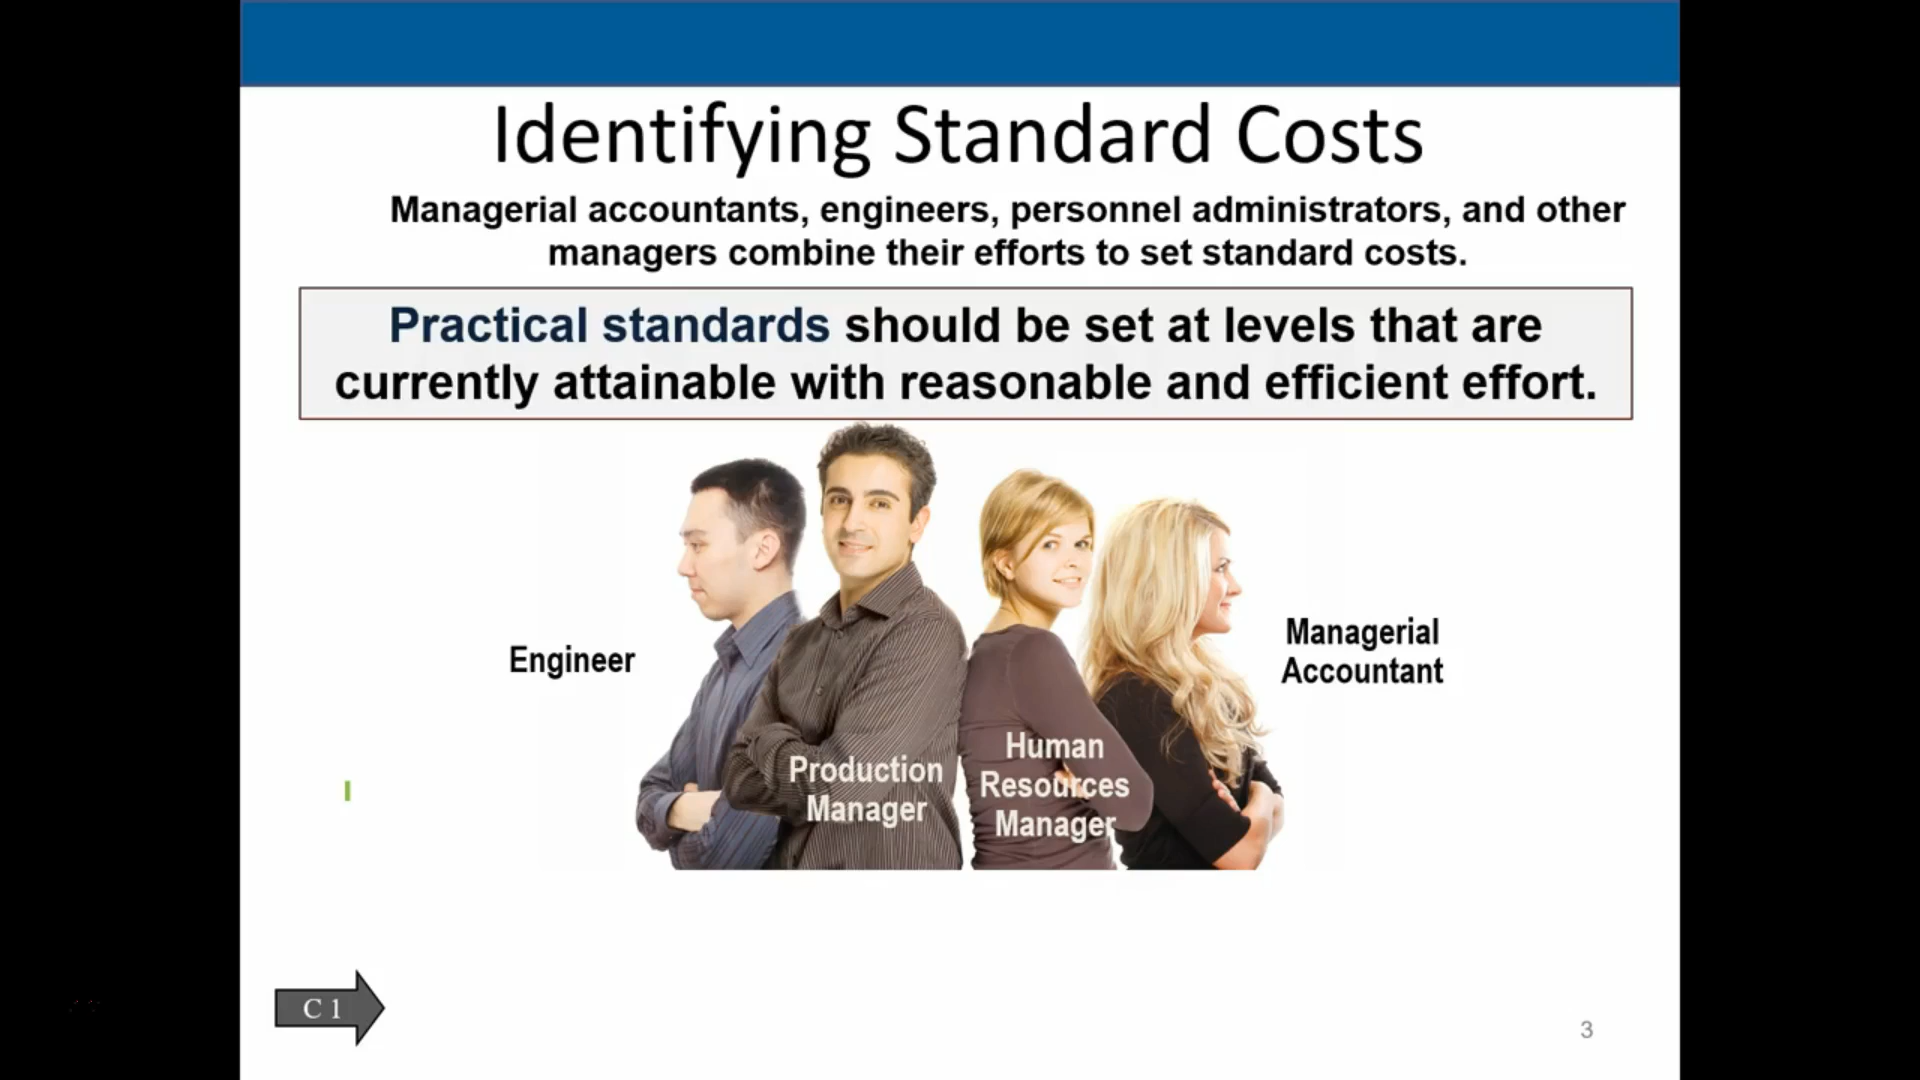 Identifying Standard Costs
Managerial accountants, engineers, personnel administrators, and other
managers combine their efforts to set standard costs.
Practical standards should be set at levels that are
currently attainable with reasonable and efficient effort.
Engineer
Production
Manager
Human
Resources
Manager
Managerial
Accountant
C 1
3